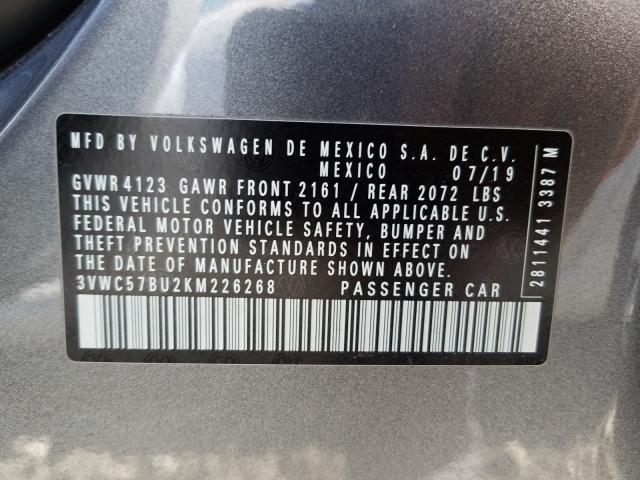 MFD BY VOLKSWAGEN DE MEXICO S.A. DE C.V.
MEXICO 07/19
GVWR 4123 GAWR FRONT 2161 / REAR 2072 LBS
THIS VEHICLE CONFORMS TO ALL APPLICABLE U.S.
FEDERAL MOTOR VEHICLE SAFETY, BUMPER AND
THEFT PREVENTION STANDARDS IN EFFECT ON
THE DATE OF MANUFACTURE SHOWN ABOVE.
3VWC57BU2KM226268 PASSENGER CAR
2811441 3387 M